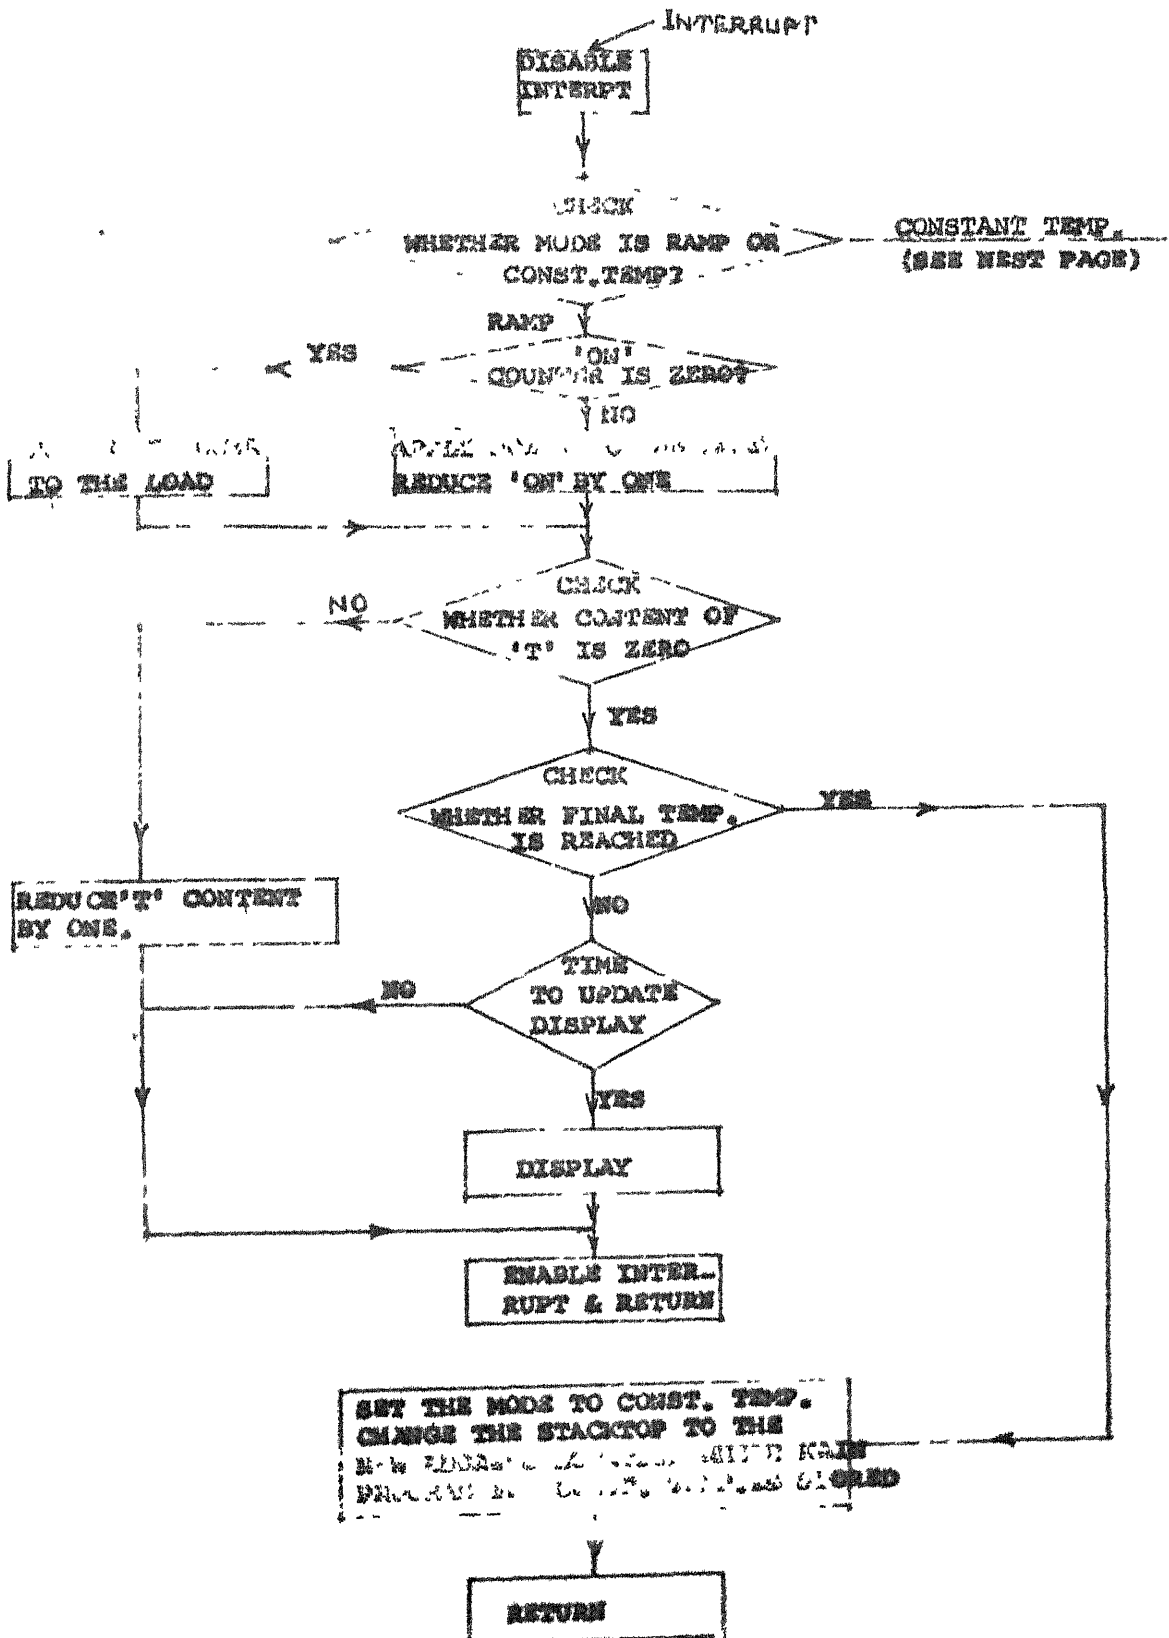 INTERRUPT
DISABLE
INTERPT
CHECK
WHETHER MODE IS RAMP OR
CONST.TEMP?
CONSTANT TEMP.
(SEE NEST PAGE)
RAMP
YES
'ON'
COUNTER IS ZERO?
NO
TO THE LOAD
REDUCE 'ON' BY ONE
CHECK
WHETHER CONTENT OF
'T' IS ZERO
NO
YES
CHECK
WHETHER FINAL TEMP.
IS REACHED
YES
REDUCE 'T' CONTENT
BY ONE.
NO
TIME
TO UPDATE
DISPLAY
NO
YES
DISPLAY
ENABLE INTER-
RUPT & RETURN
SET THE MODE TO CONST. TEMP.
CHANGE THE STACKTOP TO THE
MAIN
RETURN